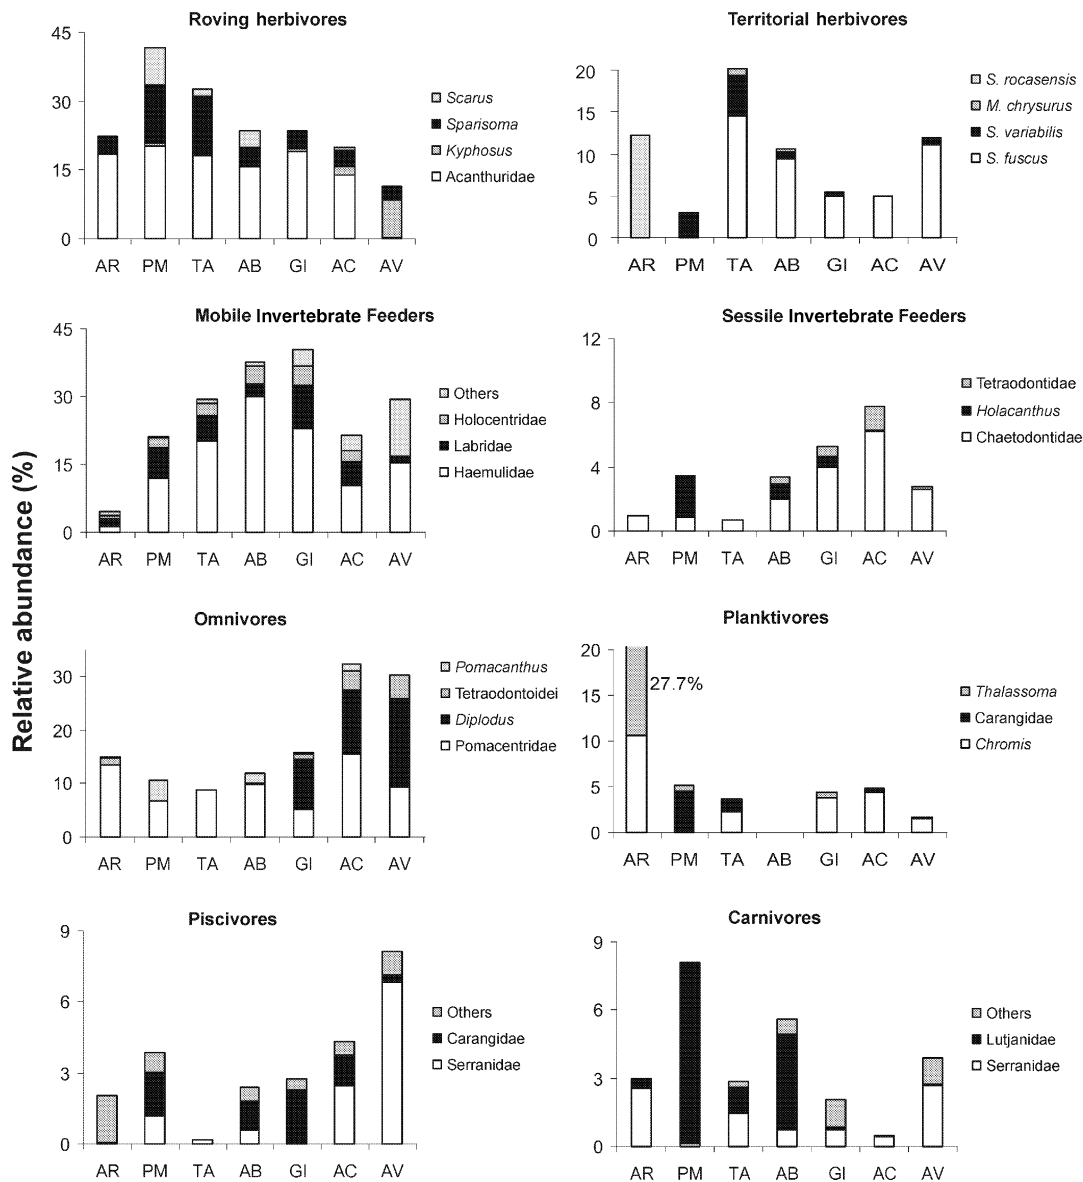 Relative abundance (%)
Roving herbivores
45
30
15
0
AR PM TA AB GI AC AV
Scarus
Sparisoma
Kyphosus
Acanthuridae
Territorial herbivores
20
15
10
5
0
AR PM TA AB GI AC AV
S. rocasensis
M. chrysurus
S. variabilis
S. fuscus
Mobile Invertebrate Feeders
45
30
15
0
AR PM TA AB GI AC AV
Others
Holocentridae
Labridae
Haemulidae
Sessile Invertebrate Feeders
12
8
4
0
AR PM TA AB GI AC AV
Tetraodontidae
Holacanthus
Chaetodontidae
Omnivores
30
20
10
0
AR PM TA AB GI AC AV
Pomacanthus
Tetraodontoidei
Diplodus
Pomacentridae
Planktivores
20
15
10
5
0
27.7%
AR PM TA AB GI AC AV
Thalassoma
Carangidae
Chromis
Piscivores
9
6
3
0
AR PM TA AB GI AC AV
Others
Carangidae
Serranidae
Carnivores
9
6
3
0
AR PM TA AB GI AC AV
Others
Lutjanidae
Serranidae